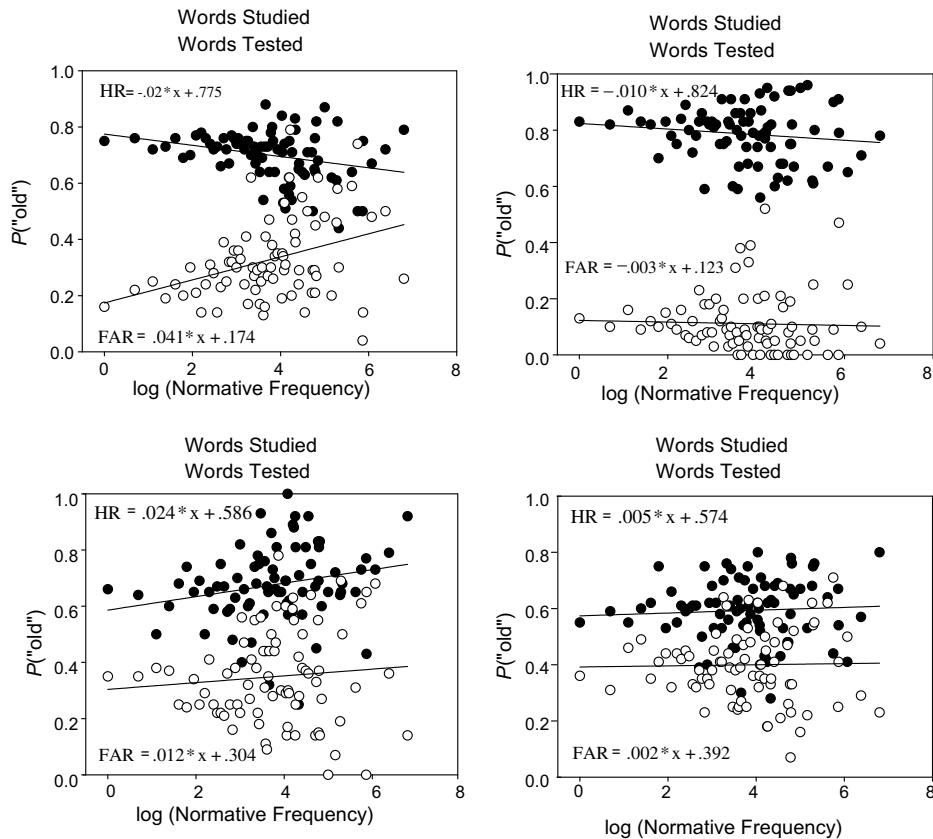 Words Studied
Words Tested
HR= -.02* x + .775
FAR = .041* x + .174
P("old")
1.0
0.8
0.6
0.4
0.2
0.0
0 2 4 6 8
log (Normative Frequency)
Words Studied
Words Tested
HR = −.010* x + .824
FAR = −.003* x + .123
P("old")
1.0
0.8
0.6
0.4
0.2
0.0
0 2 4 6 8
log (Normative Frequency)
Words Studied
Words Tested
HR = .024* x + .586
FAR = .012* x + .304
P("old")
1.0
0.8
0.6
0.4
0.2
0.0
0 2 4 6 8
log (Normative Frequency)
Words Studied
Words Tested
HR = .005* x + .574
FAR = .002* x + .392
P("old")
1.0
0.8
0.6
0.4
0.2
0.0
0 2 4 6 8
log (Normative Frequency)